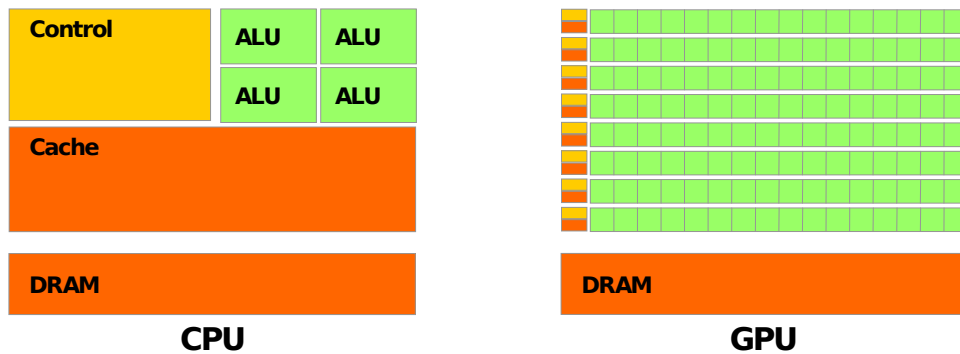 Control
ALU ALU
ALU ALU
Cache
DRAM
CPU
DRAM
GPU